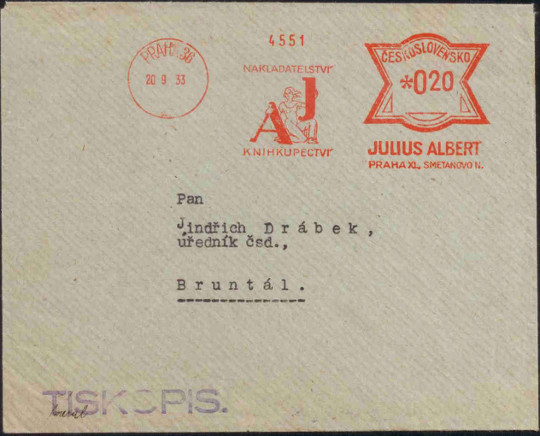 PRAHA 36
20 9 33
4551
NAKLADATELSTVÍ
AJ
KNIHKUPECTVÍ
ČESKOSLOVENSKO
*020
JULIUS ALBERT
PRAHA XI., SMETANOVO N.
Pan
Jindřich Drábek,
úředník čsd.,
Bruntál.
TISKOPIS.